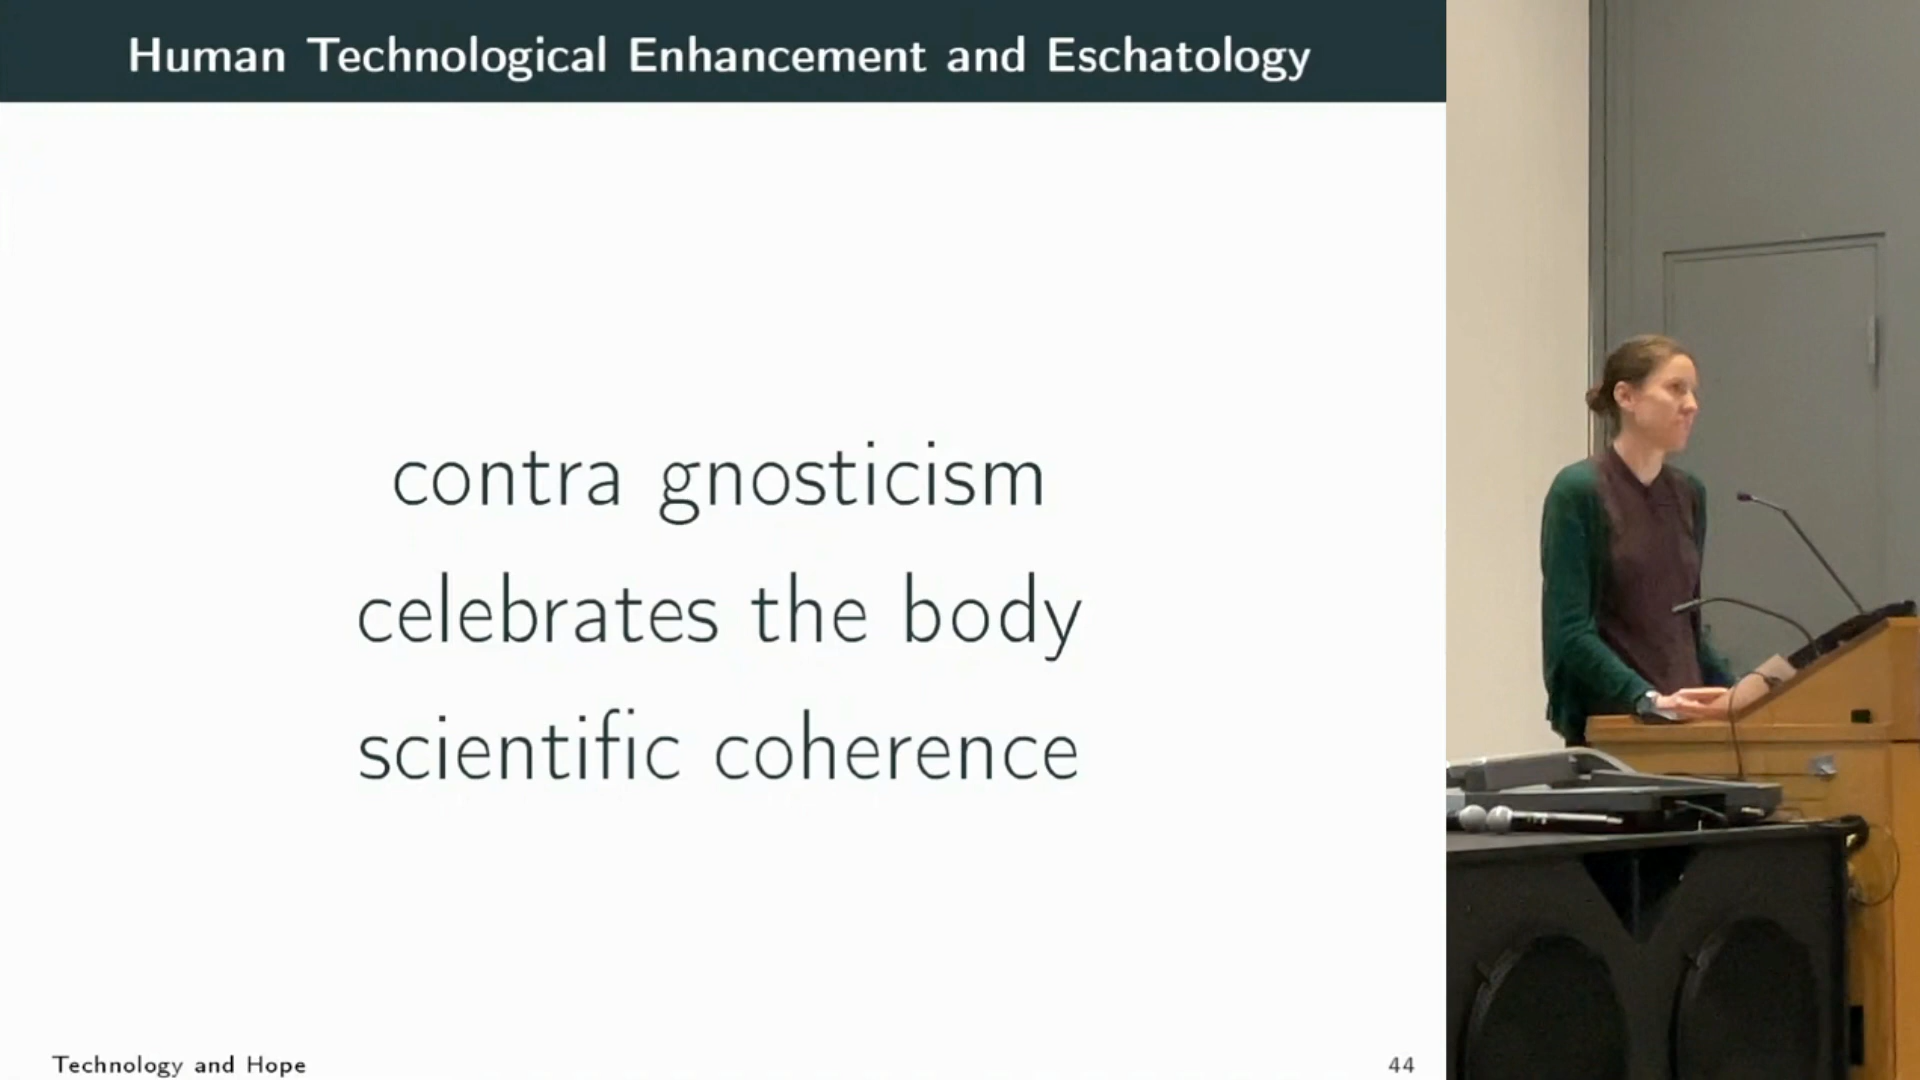 Human Technological Enhancement and Eschatology
contra gnosticism
celebrates the body
scientific coherence
Technology and Hope
44